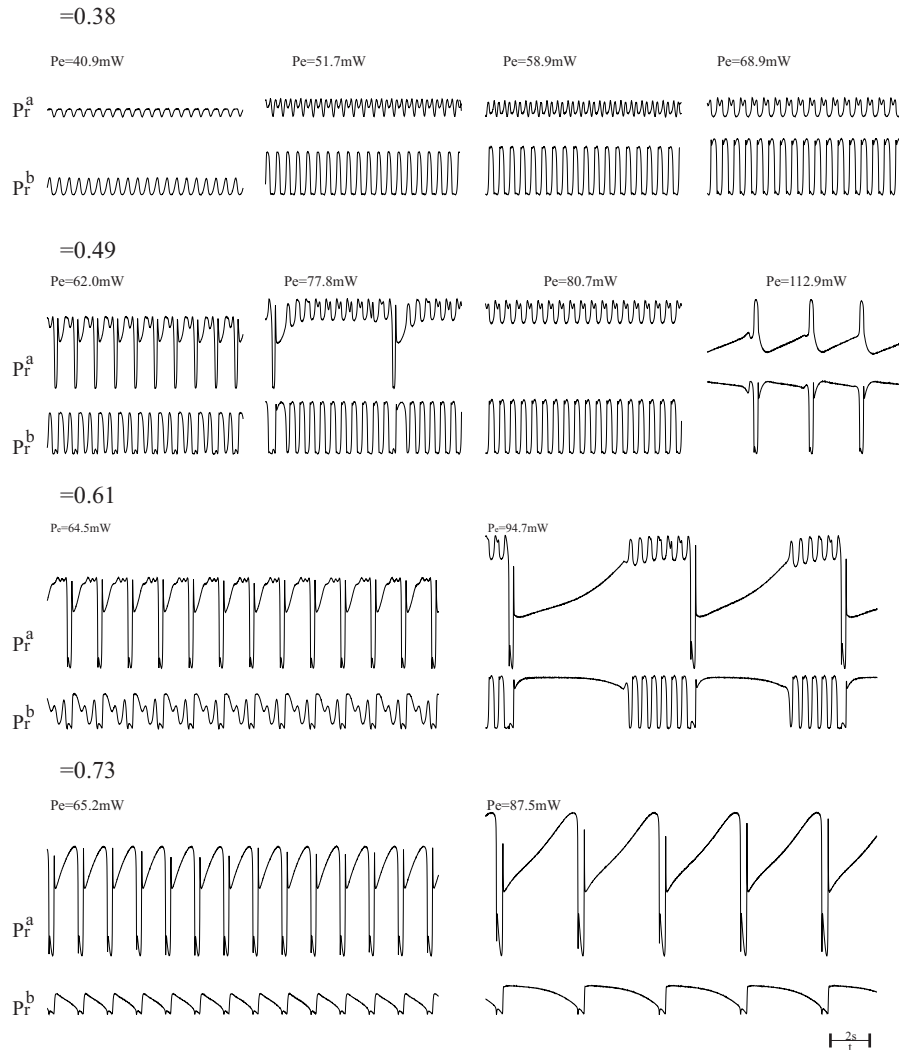 =0.38
Pe=40.9mW Pe=51.7mW Pe=58.9mW Pe=68.9mW
Pr^a
Pr^b
=0.49
Pe=62.0mW Pe=77.8mW Pe=80.7mW Pe=112.9mW
Pr^a
Pr^b
=0.61
Pe=64.5mW Pe=94.7mW
Pr^a
Pr^b
=0.73
Pe=65.2mW Pe=87.5mW
Pr^a
Pr^b
2s
t